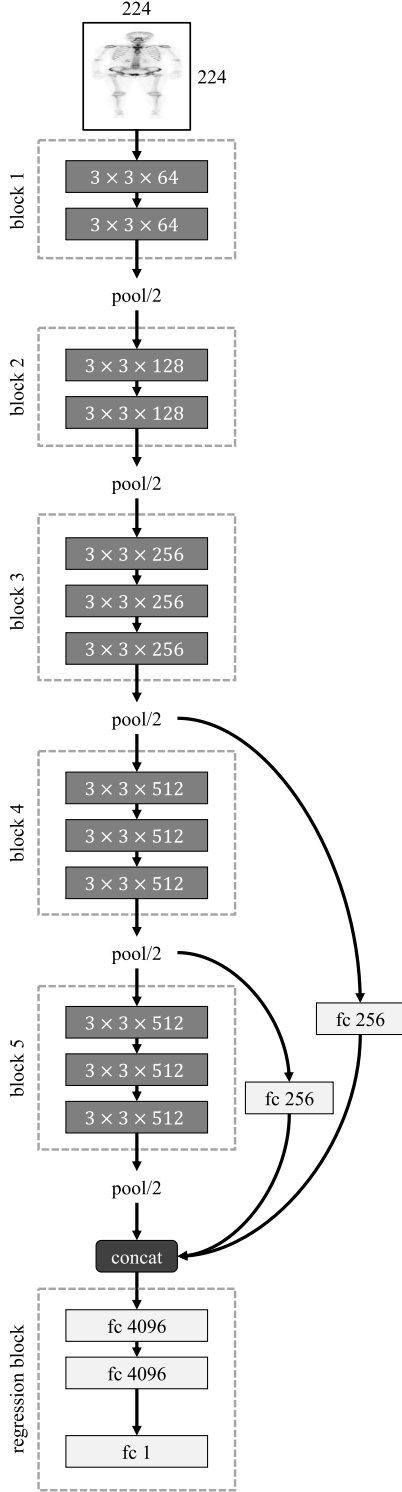 224
224
block 1
3 × 3 × 64
3 × 3 × 64
pool/2
block 2
3 × 3 × 128
3 × 3 × 128
pool/2
block 3
3 × 3 × 256
3 × 3 × 256
3 × 3 × 256
pool/2
block 4
3 × 3 × 512
3 × 3 × 512
3 × 3 × 512
pool/2
block 5
3 × 3 × 512
3 × 3 × 512
3 × 3 × 512
fc 256
fc 256
pool/2
concat
regression block
fc 4096
fc 4096
fc 1